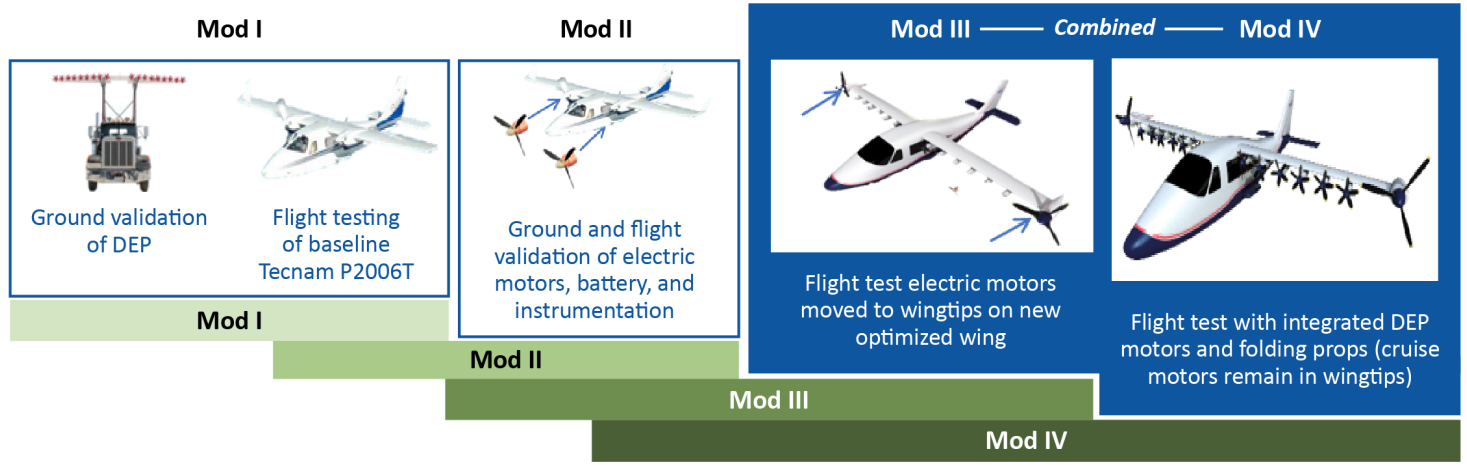 Mod I
Mod II
Mod III
Combined
Mod IV
Ground validation
of DEP
Flight testing
of baseline
Tecnam P2006T
Ground and flight
validation of electric
motors, battery, and
instrumentation
Flight test electric motors
moved to wingtips on new
optimized wing
Flight test with integrated DEP
motors and folding props (cruise
motors remain in wingtips)
Mod I
Mod II
Mod III
Mod IV